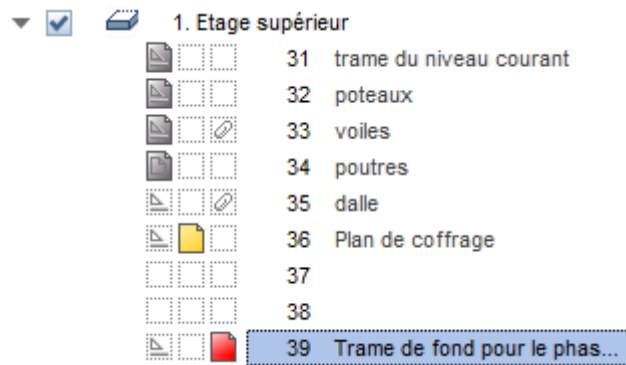 1. Etage supérieur
31 trame du niveau courant
32 poteaux
33 voiles
34 poutres
35 dalle
36 Plan de coffrage
37
38
39 Trame de fond pour le phas...